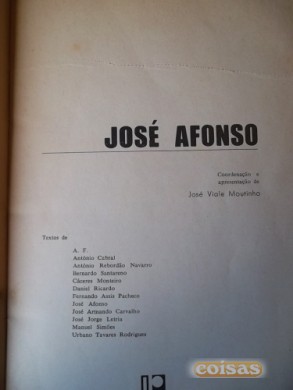 JOSÉ AFONSO
Coordenação e
apresentação de
José Viale Moutinho
Textos de
A. F.
António Cabral
António Rebordão Navarro
Bernardo Santareno
Cáceres Monteiro
Daniel Ricardo
Fernando Assis Pacheco
José Afonso
José Armando Carvalho
José Jorge Letria
Manuel Simões
Urbano Tavares Rodrigues
coisas